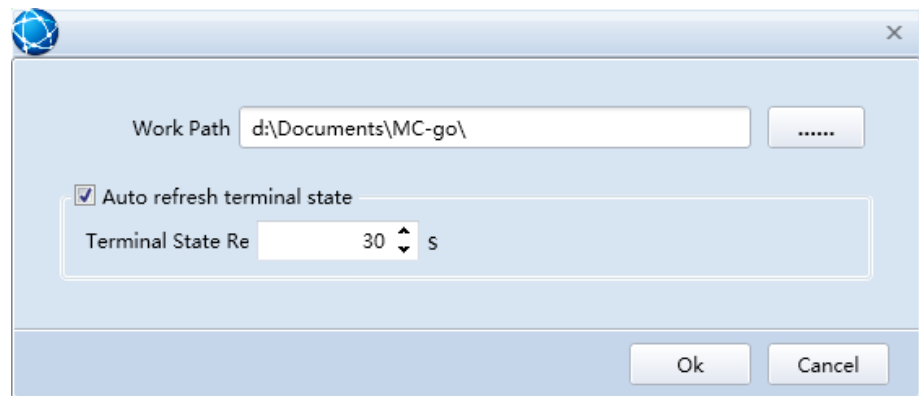 Work Path d:\Documents\MC-go\ ......
Auto refresh terminal state
Terminal State Re 30 S
Ok Cancel